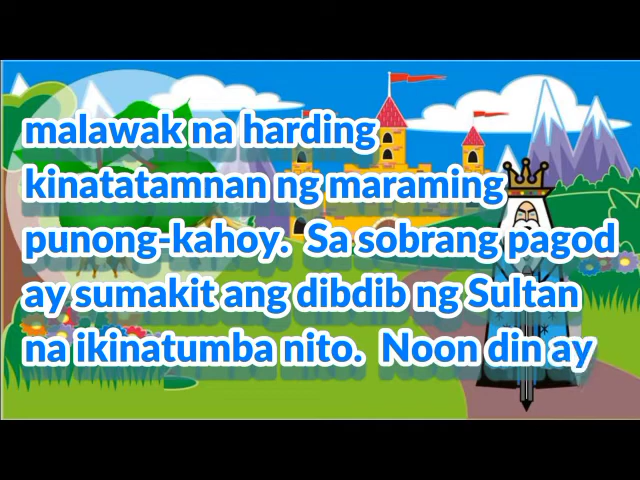 malawak na harding
kinatatamnan ng maraming
punong-kahoy.  Sa sobrang pagod
ay sumakit ang dibdib ng Sultan
na ikinatumba nito.  Noon din ay